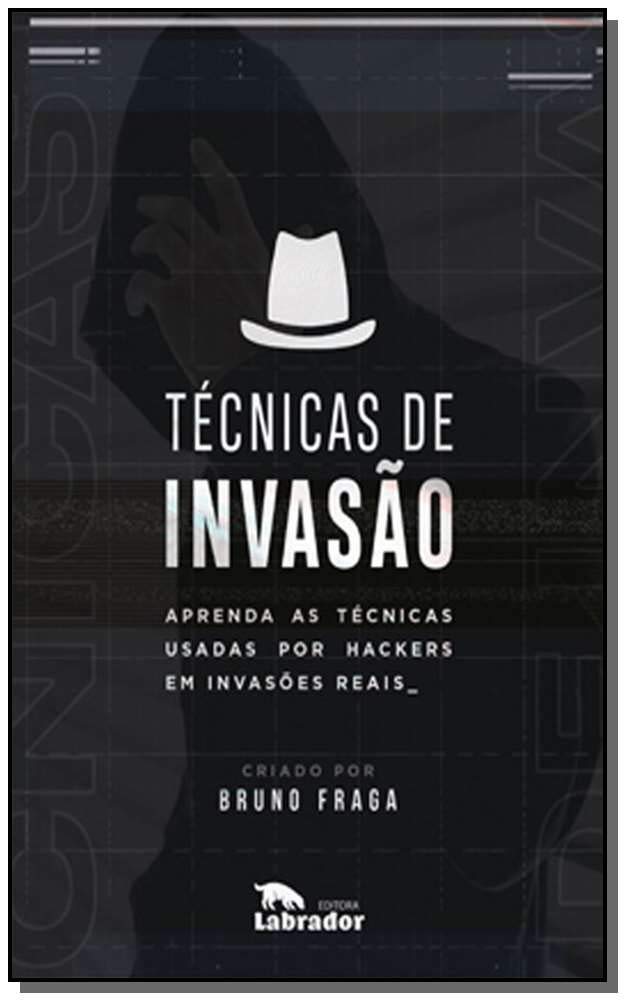 TÉCNICAS DE
INVASÃO
APRENDA AS TÉCNICAS
USADAS POR HACKERS
EM INVASÕES REAIS_
CRIADO POR
BRUNO FRAGA
EDITORA
Labrador